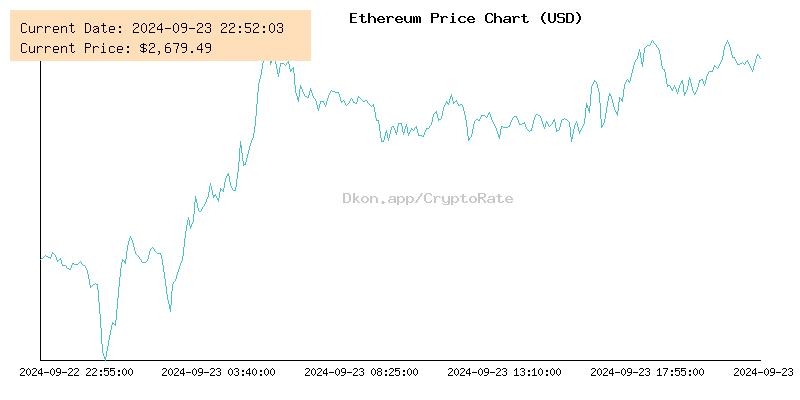 Ethereum Price Chart (USD)
Current Date: 2024-09-23 22:52:03
Current Price: $2,679.49
Dkon.app/CryptoRate
2024-09-22 22:55:00 2024-09-23 03:40:00 2024-09-23 08:25:00 2024-09-23 13:10:00 2024-09-23 17:55:00 2024-09-23